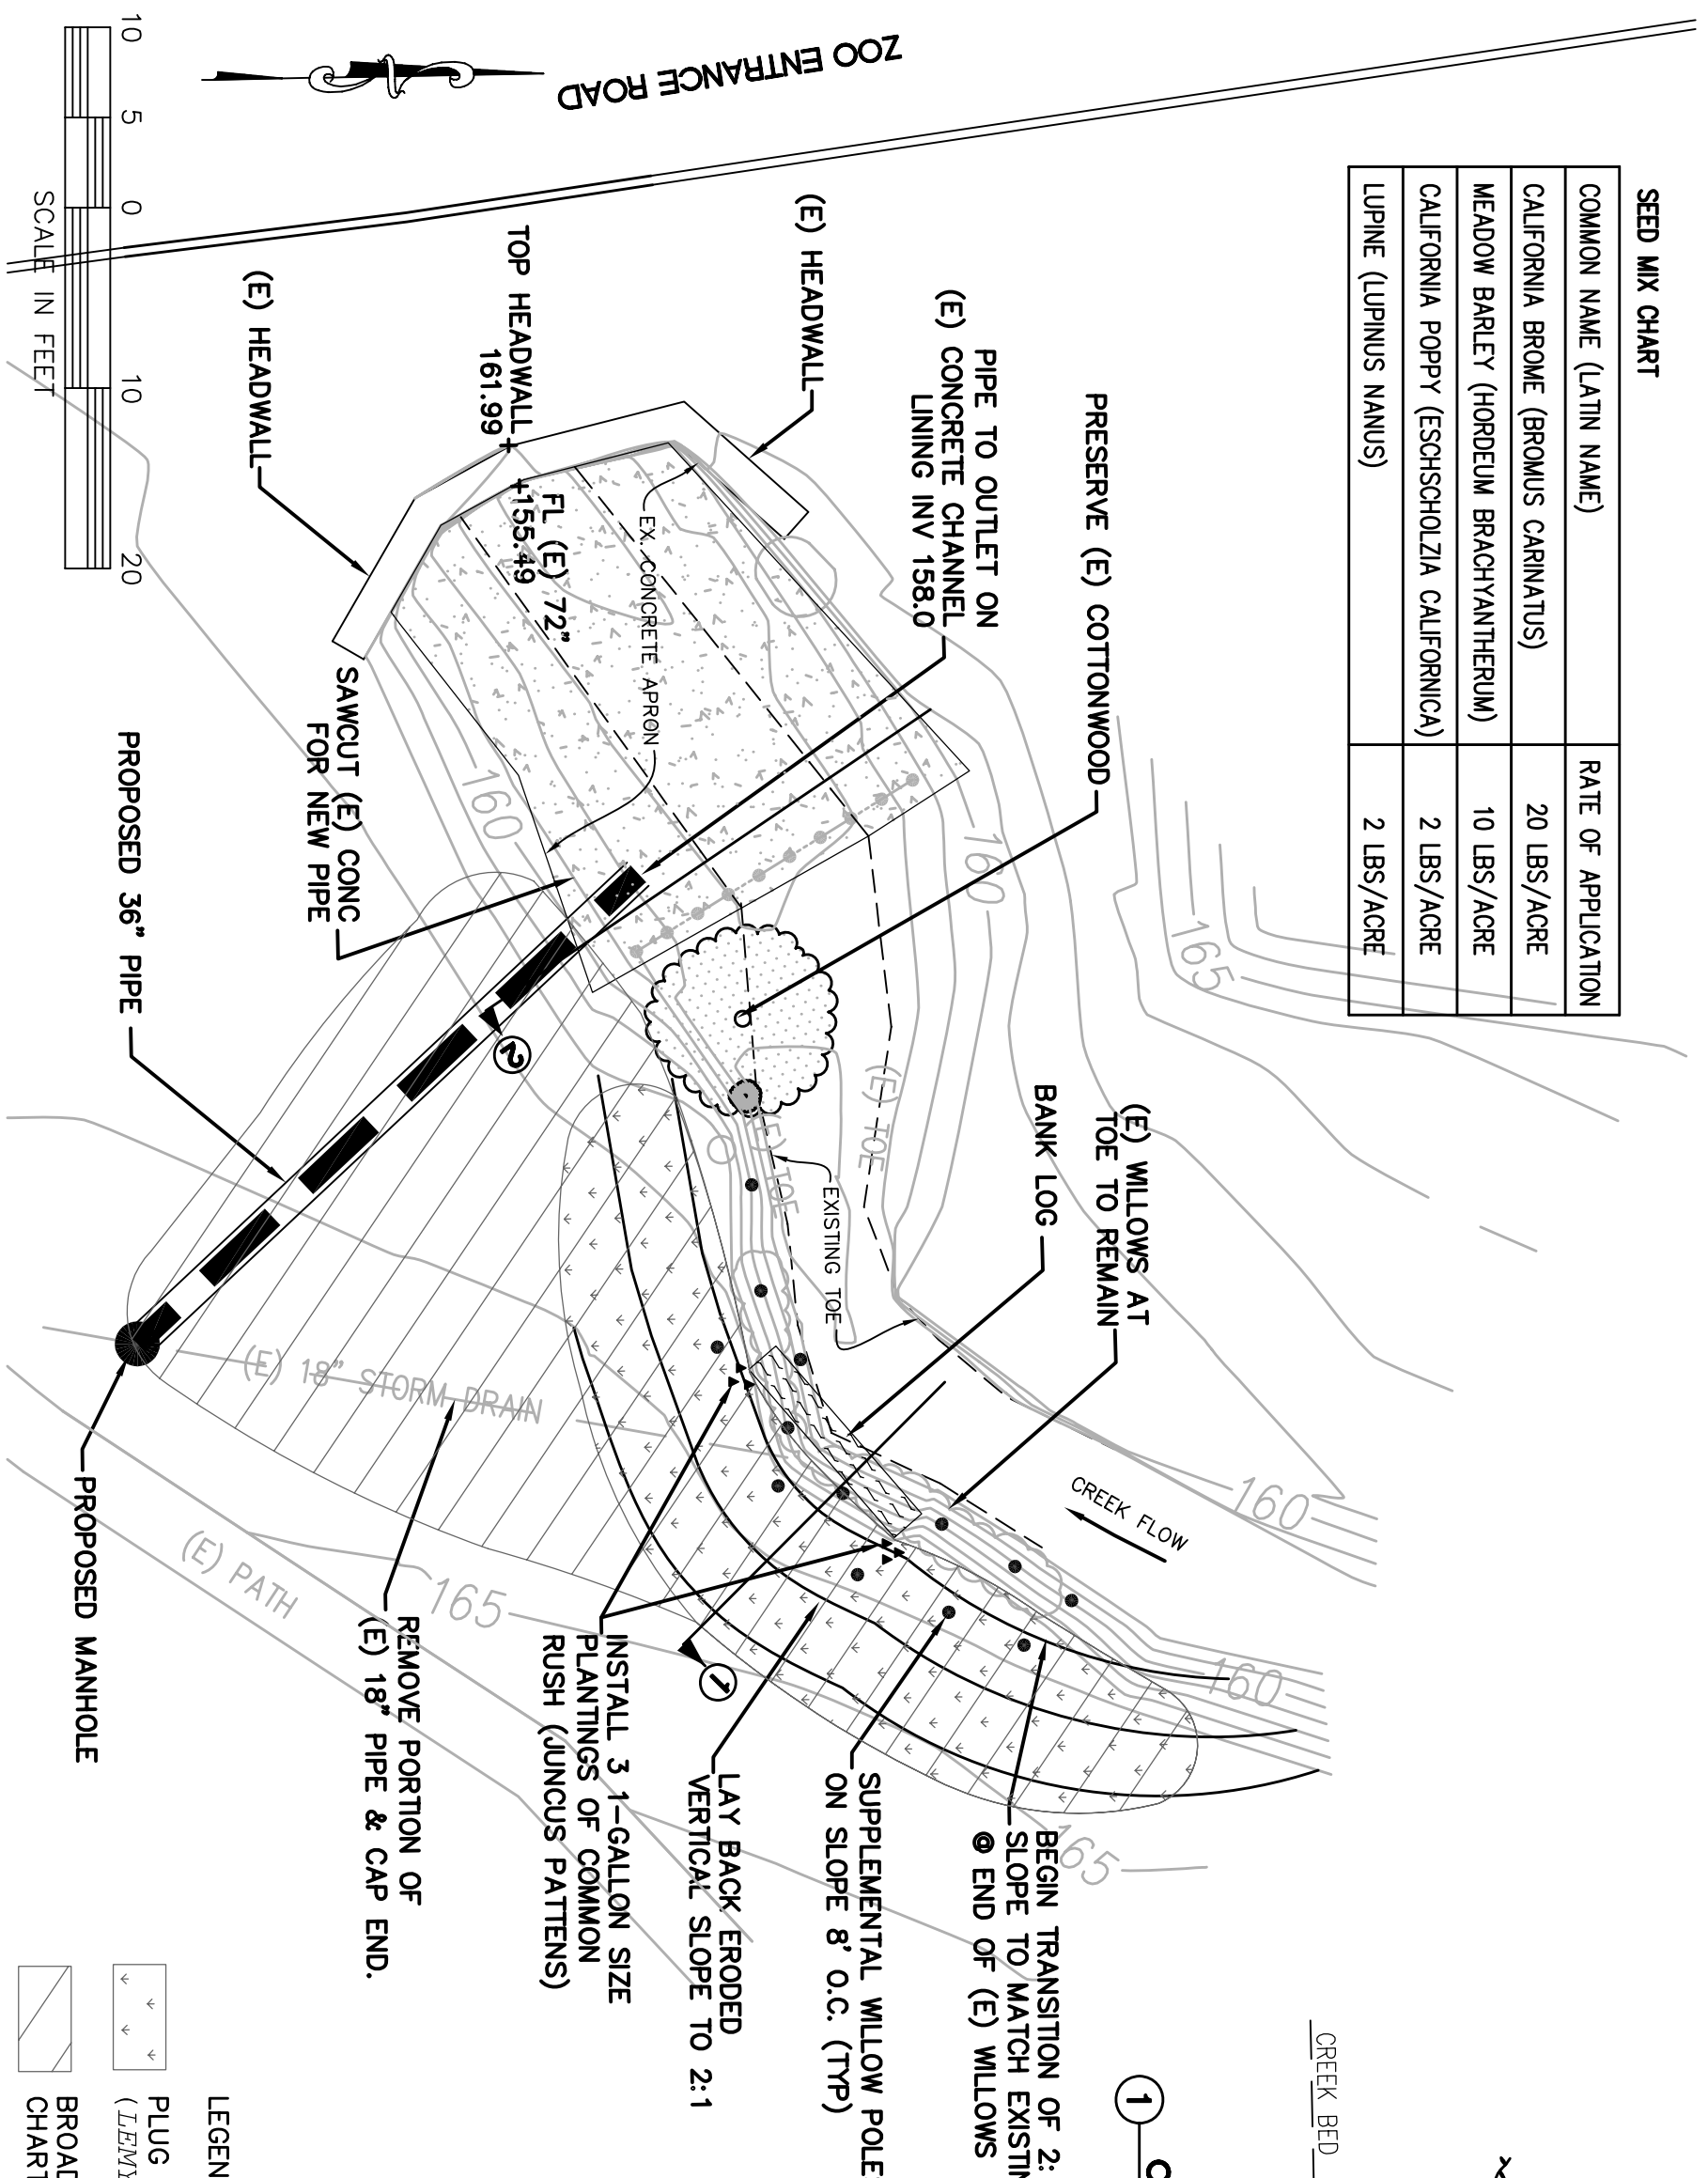 SEED MIX CHART
COMMON NAME (LATIN NAME) RATE OF APPLICATION
CALIFORNIA BROME (BROMUS CARINATUS) 20 LBS/ACRE
MEADOW BARLEY (HORDEUM BRACHYANTHERUM) 10 LBS/ACRE
CALIFORNIA POPPY (ESCHSCHOLZIA CALIFORNICA) 2 LBS/ACRE
LUPINE (LUPINUS NANUS) 2 LBS/ACRE
ZOO ENTRANCE ROAD
10 5 0 10 20
SCALE IN FEET
(E) HEADWALL
TOP HEADWALL
161.99
(E) HEADWALL
FL (E) 72"
155.49
EX. CONCRETE APRON
PIPE TO OUTLET ON
(E) CONCRETE CHANNEL
LINING INV 158.0
PRESERVE (E) COTTONWOOD
SAWCUT (E) CONC
FOR NEW PIPE
PROPOSED 36" PIPE
160
160
165
2
(E) TOE
(E) TOE
EXISTING TOE
BANK LOG
(E) WILLOWS AT
TOE TO REMAIN
CREEK FLOW
160
160
165
165
(E) 18" STORM DRAIN
(E) PATH
PROPOSED MANHOLE
REMOVE PORTION OF
(E) 18" PIPE & CAP END.
INSTALL 3 1-GALLON SIZE
PLANTINGS OF COMMON
RUSH (JUNCUS PATTENS)
1
LAY BACK ERODED
VERTICAL SLOPE TO 2:1
SUPPLEMENTAL WILLOW POLE
ON SLOPE 8' O.C. (TYP)
BEGIN TRANSITION OF 2:
SLOPE TO MATCH EXISTIN
@ END OF (E) WILLOWS
1
CREEK BED
LEGEN
PLUG
(LEMY
BROAD
CHART